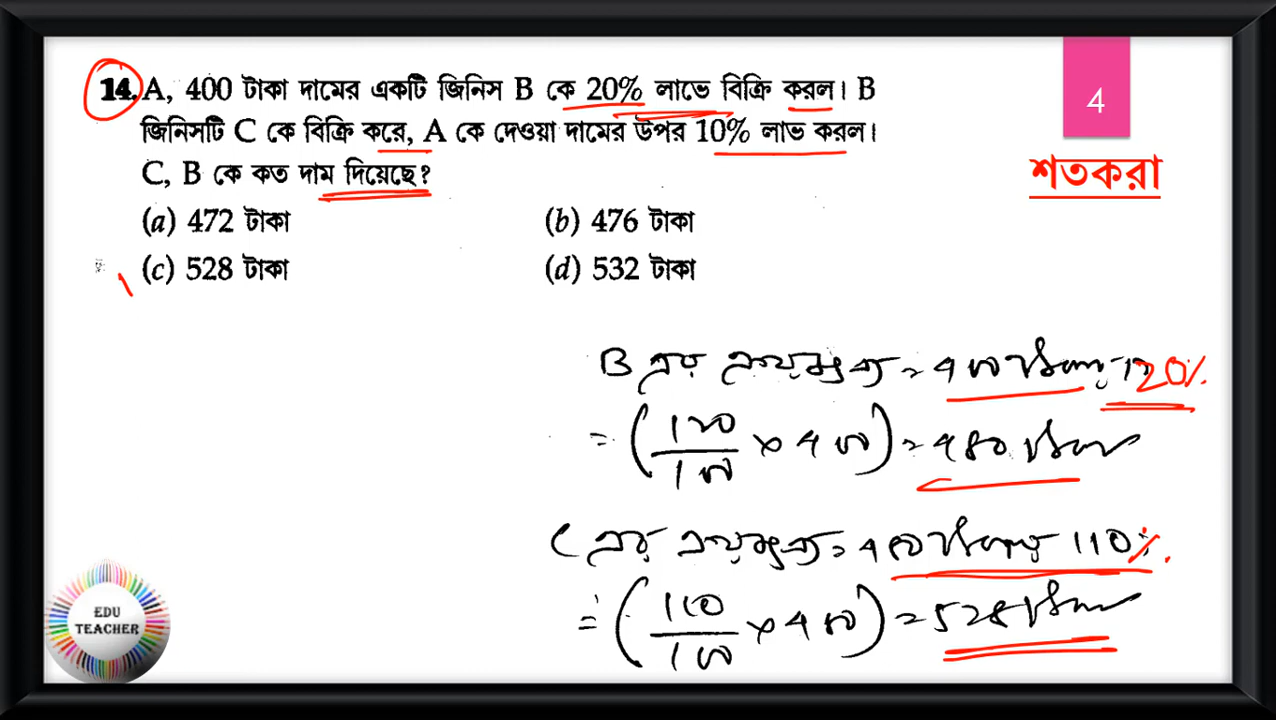 14. A, 400 টাকা দামের একটি জিনিস B কে 20% লাভে বিক্রি করল। B
জিনিসটি C কে বিক্রি করে, A কে দেওয়া দামের উপর 10% লাভ করল।
C, B কে কত দাম দিয়েছে?
(a) 472 টাকা (b) 476 টাকা
(c) 528 টাকা (d) 532 টাকা
4
শতকরা
B এর ক্রয়মূল্য = 400 টাকার 120%
= (120/100 × 400) = 480 টাকা
C এর ক্রয়মূল্য = 480 টাকার 110%
= (110/100 × 480) = 528 টাকা
EDU
TEACHER